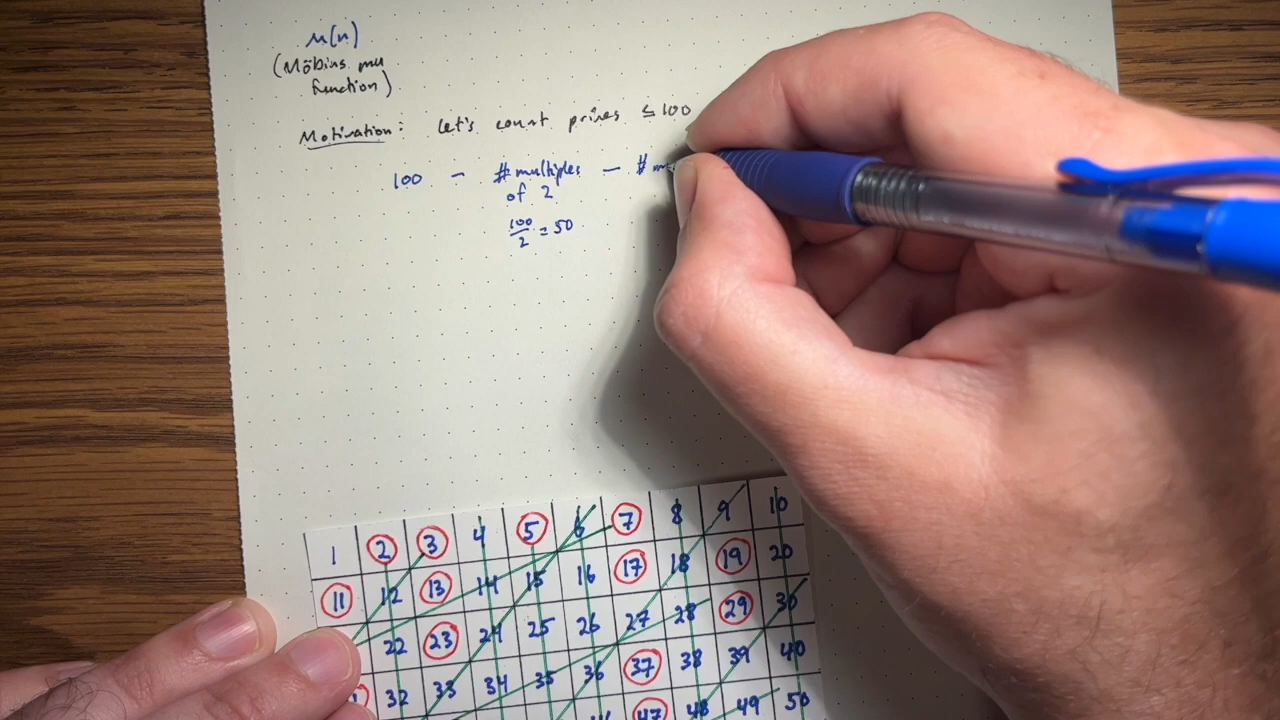 μ(n)
(Möbius mu
function)
Motivation: Let's count primes ≤ 100
100 - # multiples - #
of 2
100/2 = 50
1 2 3 4 5 6 7 8 9 10
11 12 13 14 15 16 17 18 19 20
22 23 24 25 26 27 28 29 30
32 33 34 35 36 37 38 39 40
47 48 49 50